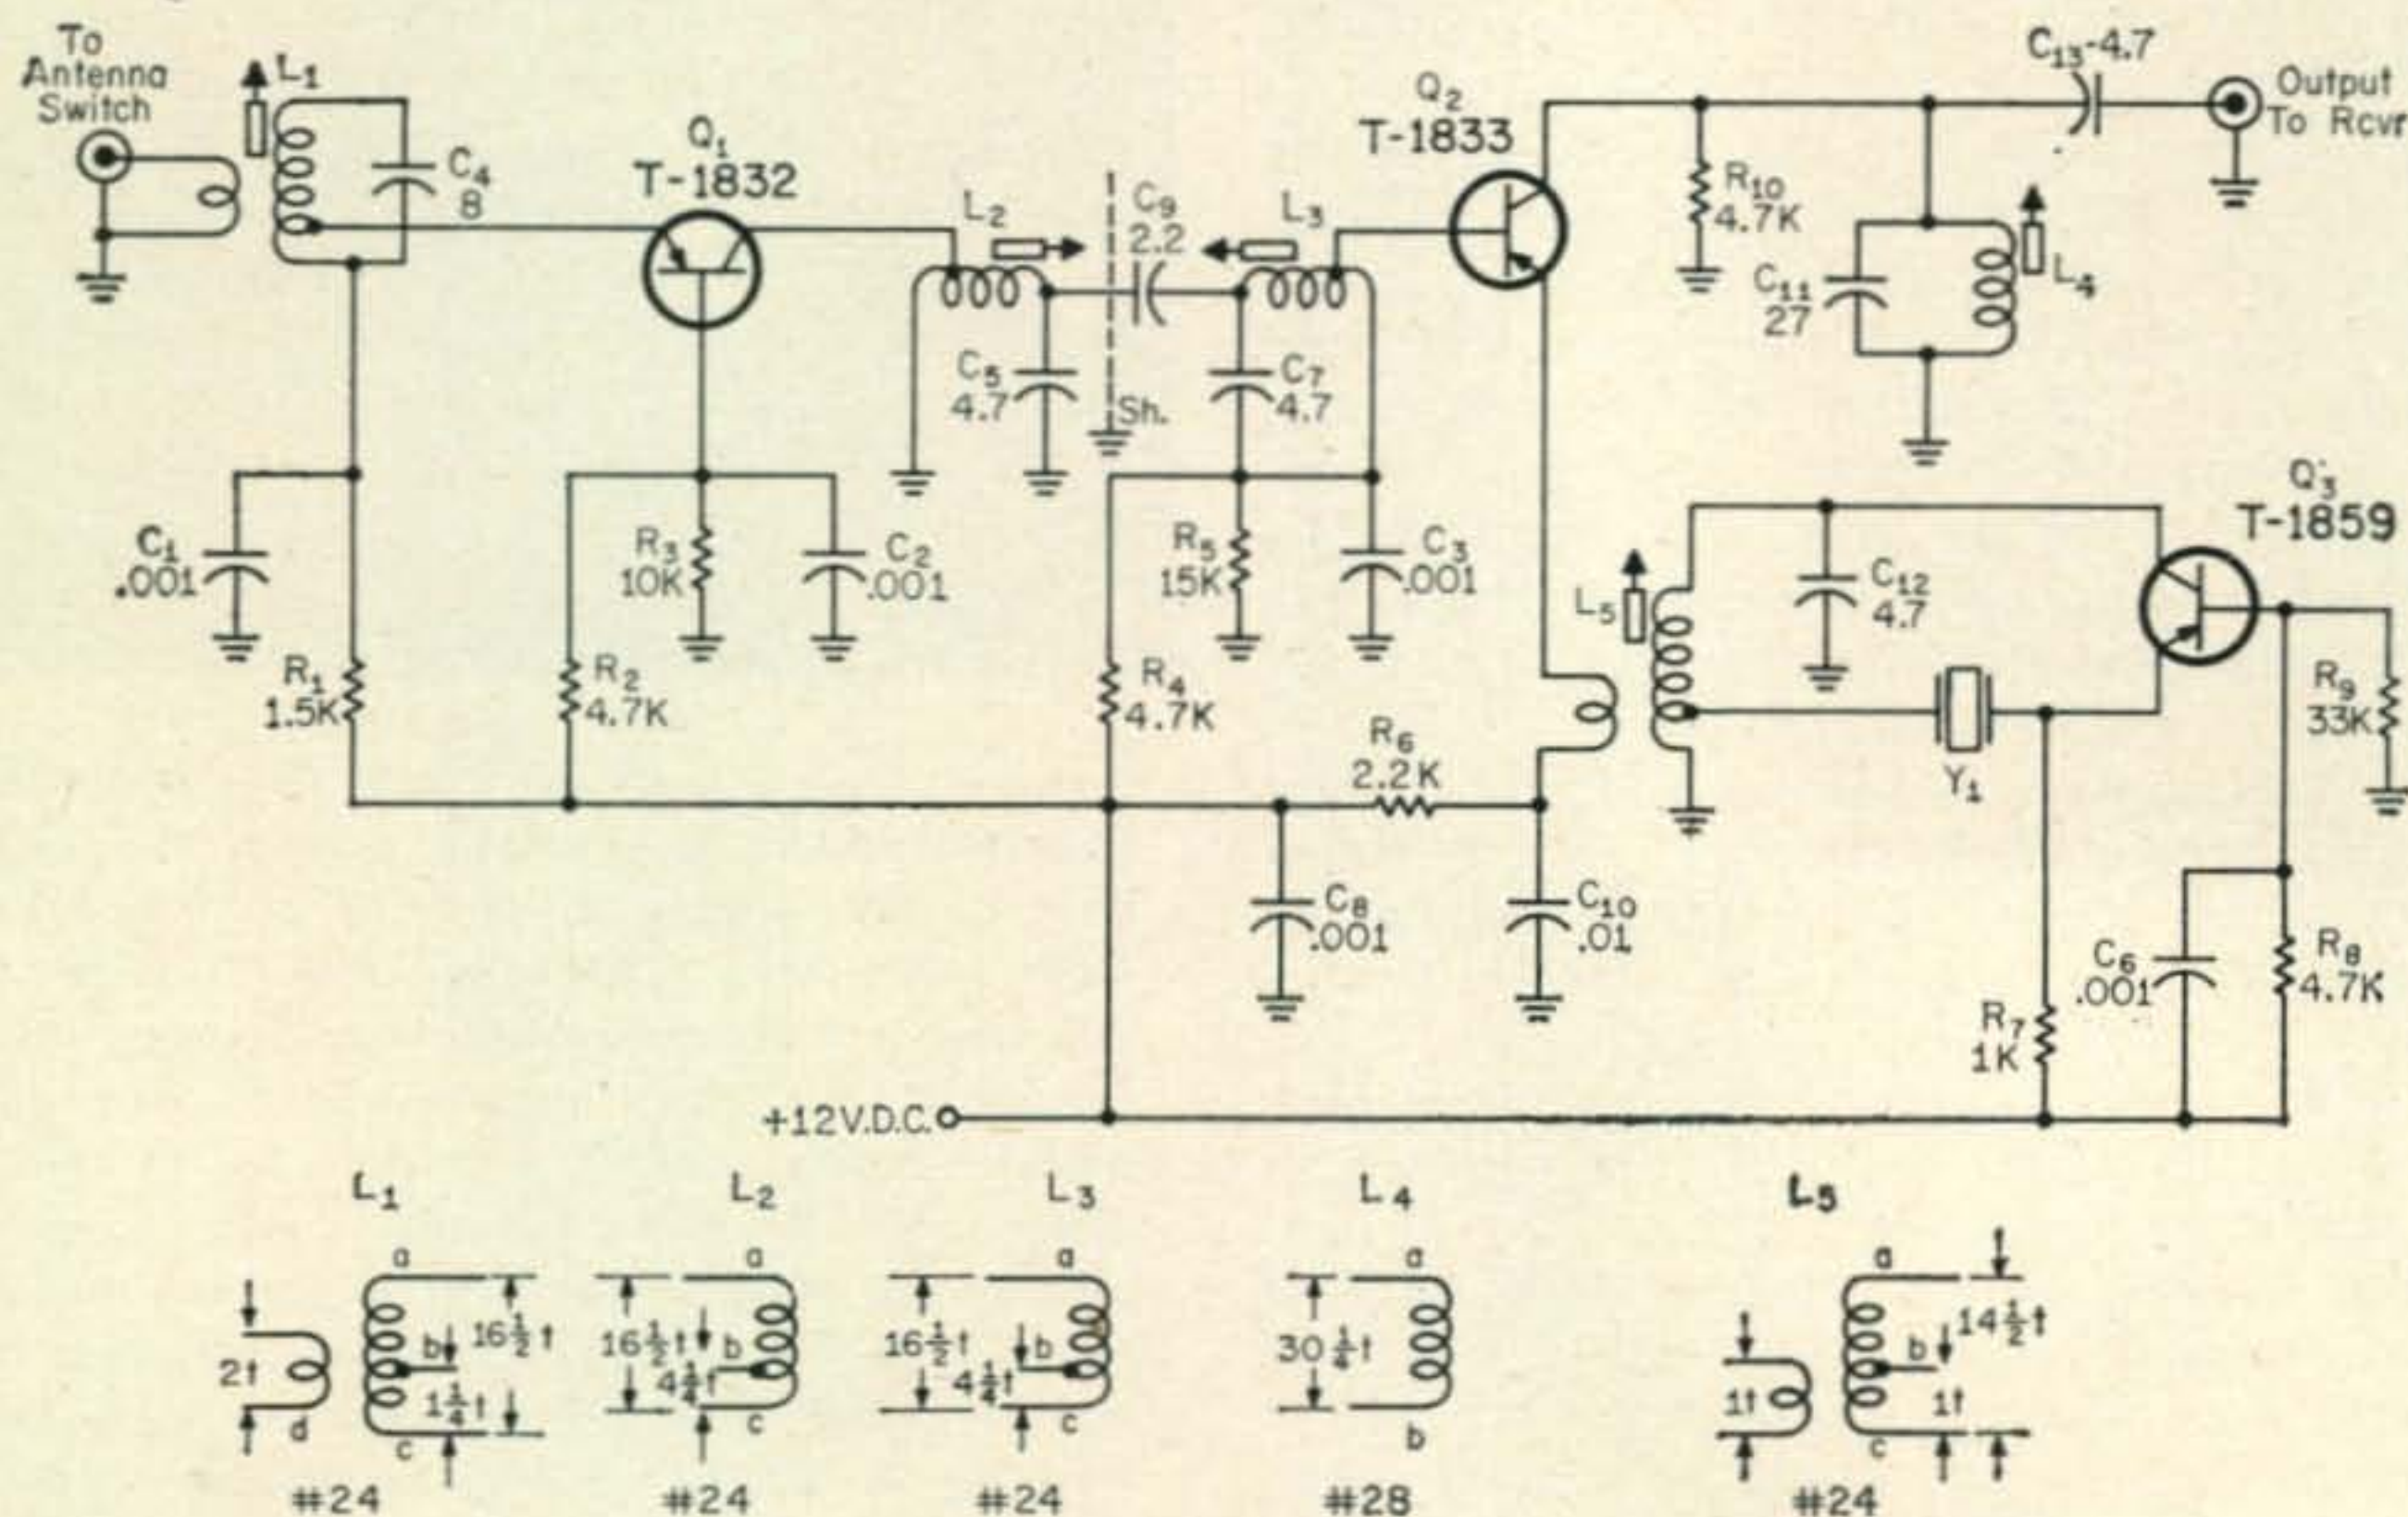 To
Antenna
Switch
L1
C4
8
Q1
T-1832
L2
C9
2.2
L3
Q2
T-1833
C13-4.7
Output
To Rcvr
R10
4.7K
C11
27
L4
C5
4.7
Sh.
C7
4.7
Q3
T-1859
C1
.001
R3
10K
C2
.001
R5
15K
C3
.001
L5
C12
4.7
R1
1.5K
R2
4.7K
R4
4.7K
R6
2.2K
Y1
R9
33K
C8
.001
C10
.01
C6
.001
R8
4.7K
R7
1K
+12V.D.C.
L1
L2
L3
L4
L5
a
b
16½t
2t
1¼t
d
c
#24
a
16½t
b
4¼t
c
#24
a
16½t
b
4¼t
c
#24
a
30¼t
b
#28
a
14½t
b
1t
1t
c
#24